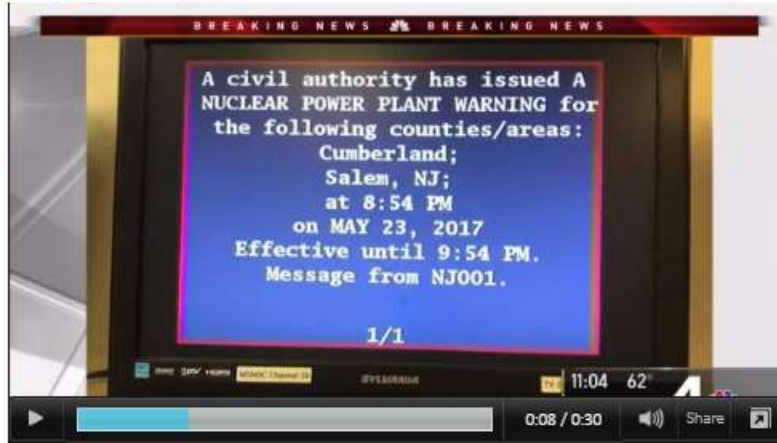 BREAKING NEWS BREAKING NEWS
A civil authority has issued A
NUCLEAR POWER PLANT WARNING for
the following counties/areas:
Cumberland;
Salem, NJ;
at 8:54 PM
on MAY 23, 2017
Effective until 9:54 PM.
Message from NJ001.
1/1
SYLVANIA
11:04 62°
4
0:08 / 0:30 Share